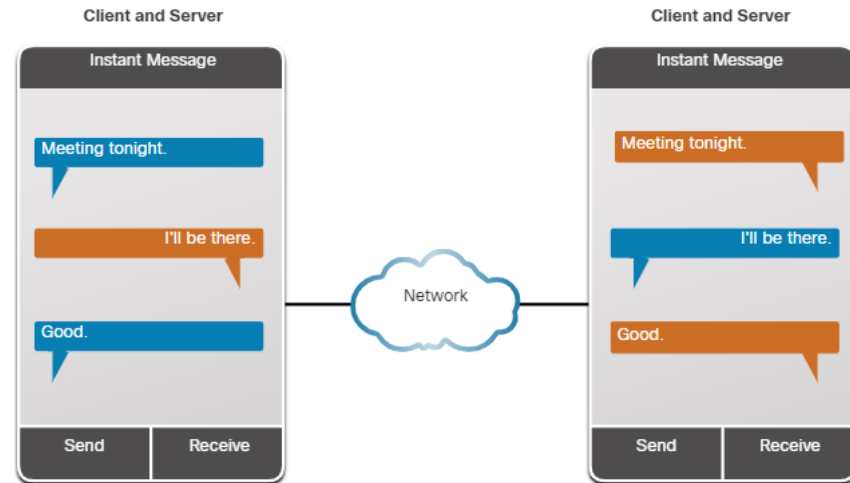 Client and Server
Instant Message
Meeting tonight.
I'll be there.
Good.
Send
Receive
Network
Client and Server
Instant Message
Meeting tonight.
I'll be there.
Good.
Send
Receive